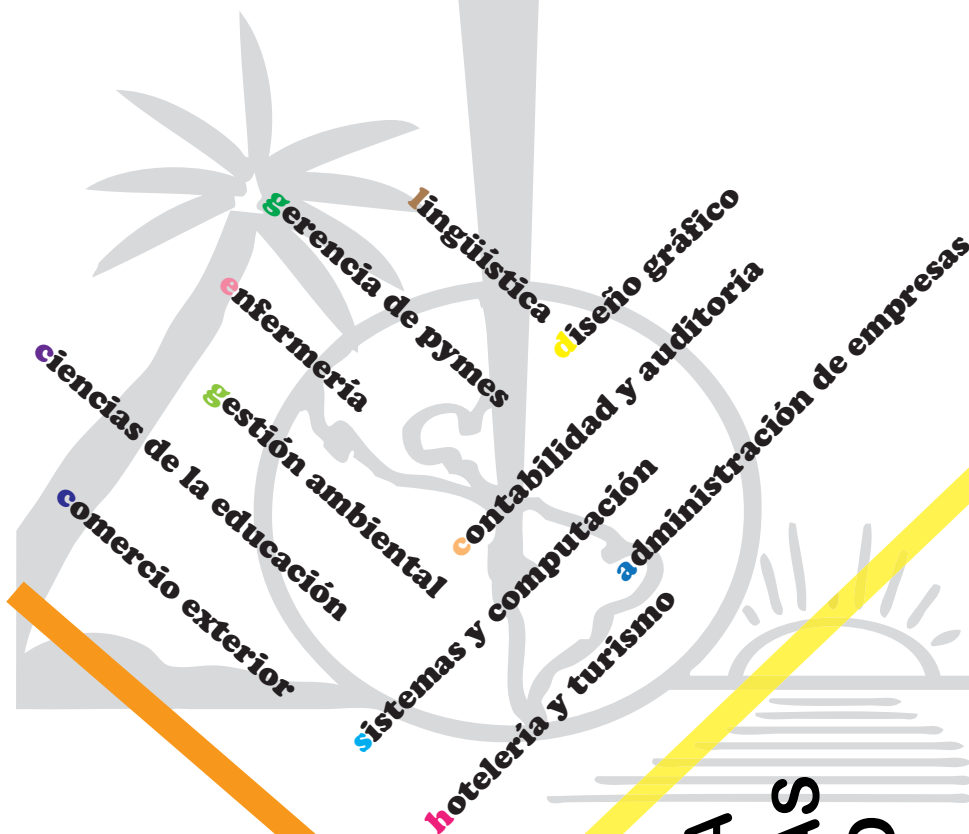 lingüística
gerencia de pymes
enfermería
gestión ambiental
ciencias de la educación
comercio exterior
diseño gráfico
contabilidad y auditoría
administración de empresas
sistemas y computación
hotelería y turismo